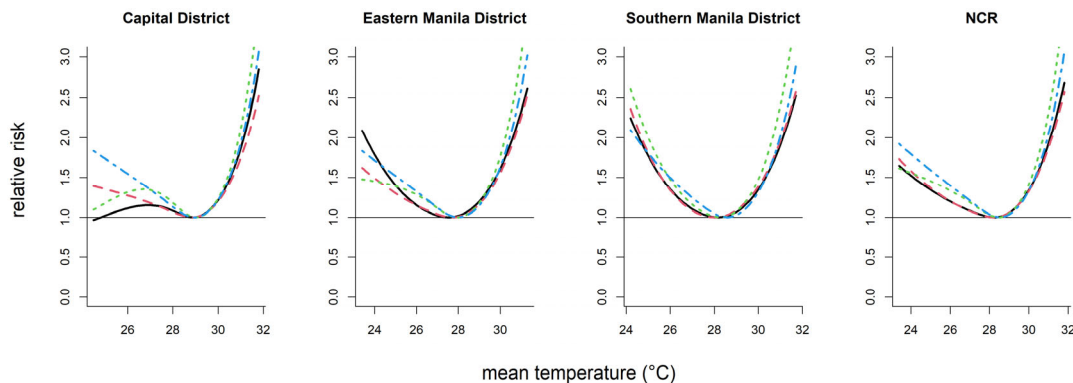 Capital District
Eastern Manila District
Southern Manila District
NCR
relative risk
3.0
2.5
2.0
1.5
1.0
0.5
0.0
26 28 30 32
3.0
2.5
2.0
1.5
1.0
0.5
0.0
24 26 28 30
3.0
2.5
2.0
1.5
1.0
0.5
0.0
24 26 28 30 32
3.0
2.5
2.0
1.5
1.0
0.5
0.0
24 26 28 30 32
mean temperature (°C)